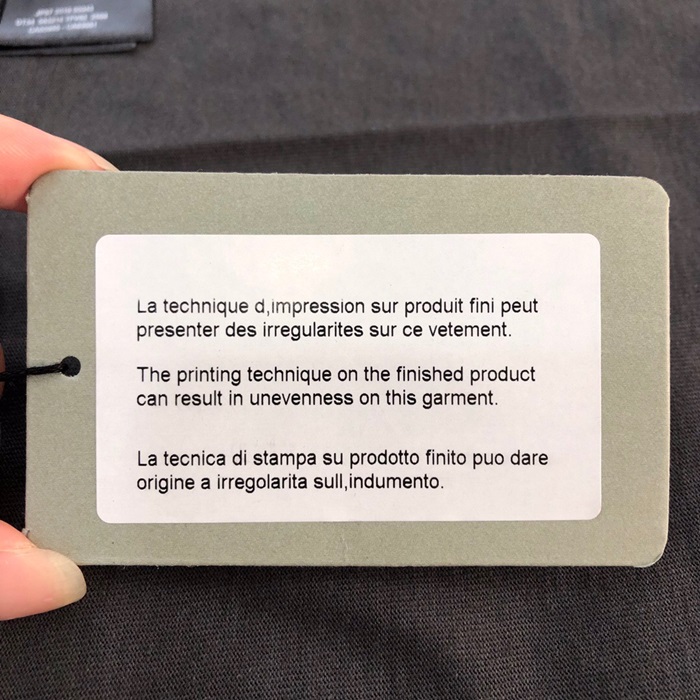 La technique d,impression sur produit fini peut
presenter des irregularites sur ce vetement.
The printing technique on the finished product
can result in unevenness on this garment.
La tecnica di stampa su prodotto finito puo dare
origine a irregolarita sull,indumento.